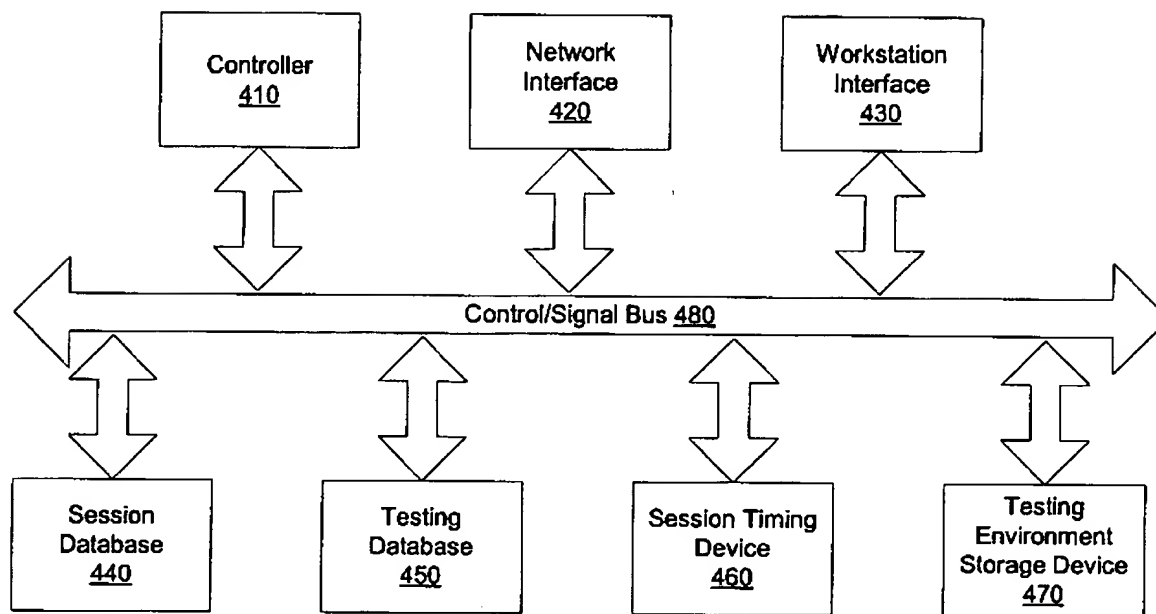 Controller
410
Network
Interface
420
Workstation
Interface
430
Control/Signal Bus 480
Session
Database
440
Testing
Database
450
Session Timing
Device
460
Testing
Environment
Storage Device
470